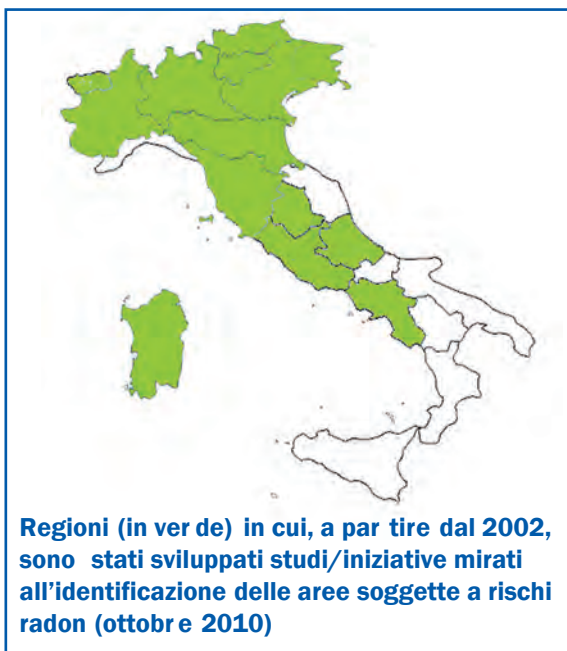 Regioni (in ver de) in cui, a par tire dal 2002,
sono stati sviluppati studi/iniziative mirati
all'identificazione delle aree soggette a rischi
radon (ottobr e 2010)